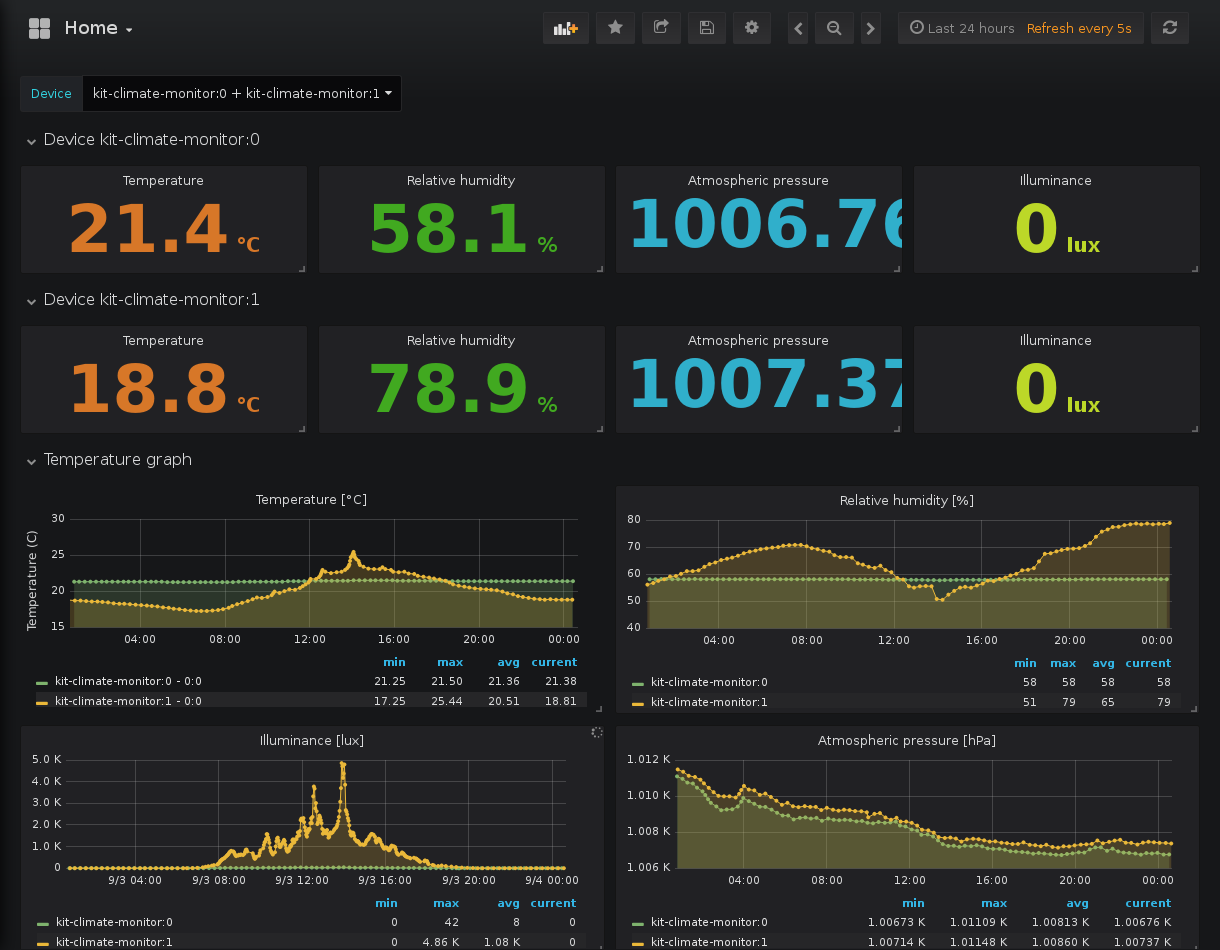 Home
Last 24 hours Refresh every 5s
Device kit-climate-monitor:0 + kit-climate-monitor:1
Device kit-climate-monitor:0
Temperature Relative humidity Atmospheric pressure Illuminance
21.4 °C 58.1 % 1006.76 0 lux
Device kit-climate-monitor:1
Temperature Relative humidity Atmospheric pressure Illuminance
18.8 °C 78.9 % 1007.37 0 lux
Temperature graph
Temperature [°C]
Temperature (C)
30
25
20
15
04:00 08:00 12:00 16:00 20:00 00:00
min max avg current
kit-climate-monitor:0 - 0:0 21.25 21.50 21.36 21.38
kit-climate-monitor:1 - 0:0 17.25 25.44 20.51 18.81
Relative humidity [%]
80
70
60
50
40
04:00 08:00 12:00 16:00 20:00 00:00
min max avg current
kit-climate-monitor:0 58 58 58 58
kit-climate-monitor:1 51 79 65 79
Illuminance [lux]
5.0 K
4.0 K
3.0 K
2.0 K
1.0 K
0
9/3 04:00 9/3 08:00 9/3 12:00 9/3 16:00 9/3 20:00 9/4 00:00
min max avg current
kit-climate-monitor:0 0 42 8 0
kit-climate-monitor:1 0 4.86 K 1.08 K 0
Atmospheric pressure [hPa]
1.012 K
1.010 K
1.008 K
1.006 K
04:00 08:00 12:00 16:00 20:00 00:00
min max avg current
kit-climate-monitor:0 1.00673 K 1.01109 K 1.00813 K 1.00676 K
kit-climate-monitor:1 1.00714 K 1.01148 K 1.00860 K 1.00737 K